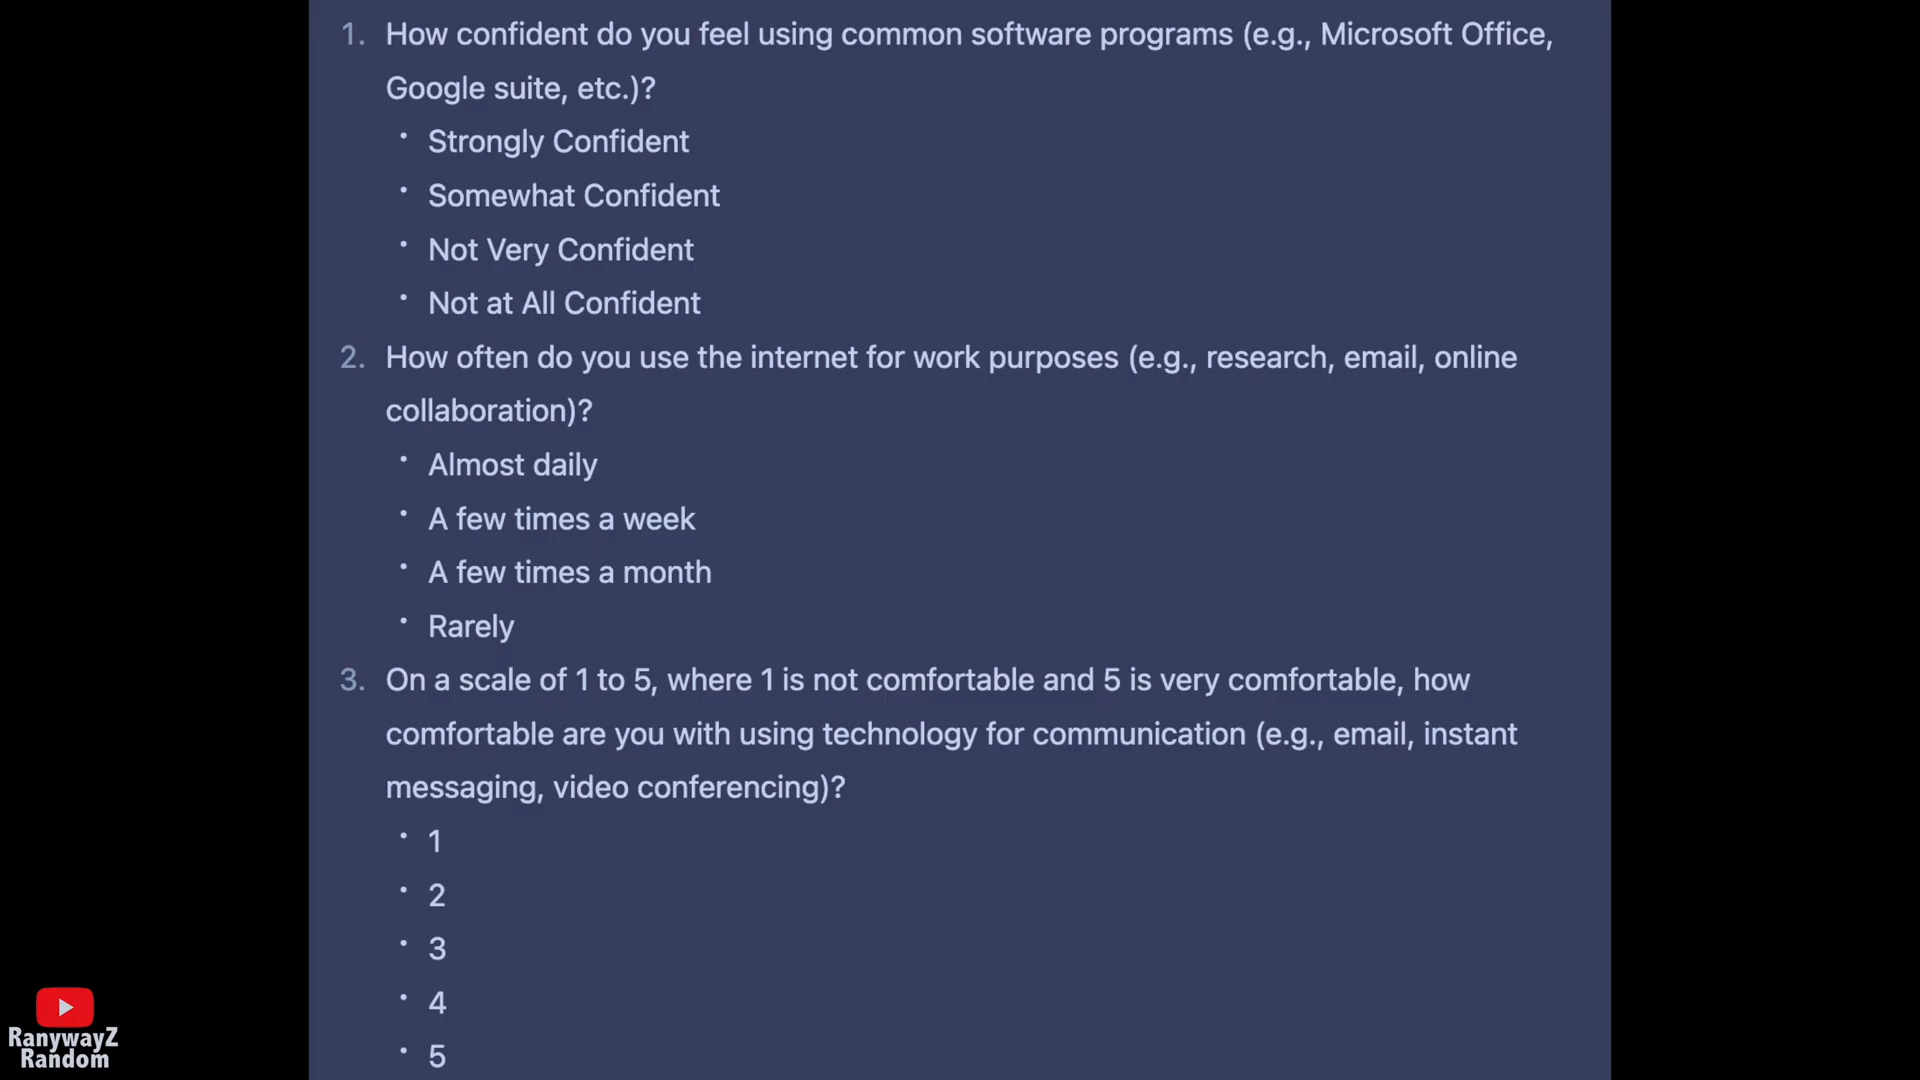 1. How confident do you feel using common software programs (e.g., Microsoft Office,
Google suite, etc.)?
• Strongly Confident
• Somewhat Confident
• Not Very Confident
• Not at All Confident
2. How often do you use the internet for work purposes (e.g., research, email, online
collaboration)?
• Almost daily
• A few times a week
• A few times a month
• Rarely
3. On a scale of 1 to 5, where 1 is not comfortable and 5 is very comfortable, how
comfortable are you with using technology for communication (e.g., email, instant
messaging, video conferencing)?
• 1
• 2
• 3
• 4
• 5
RanywayZ
Random